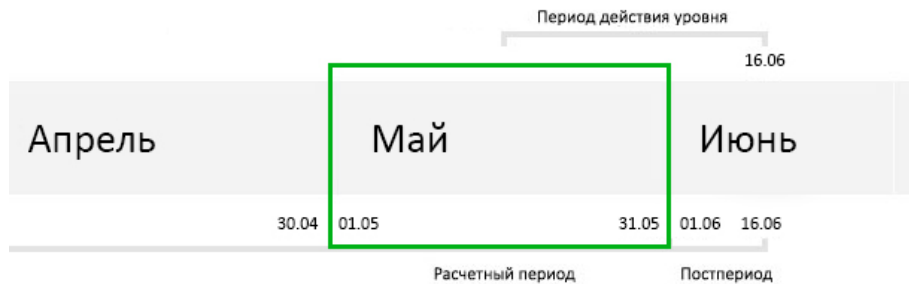 Период действия уровня
16.06
Апрель Май Июнь
30.04 01.05 31.05 01.06 16.06
Расчетный период Постпериод